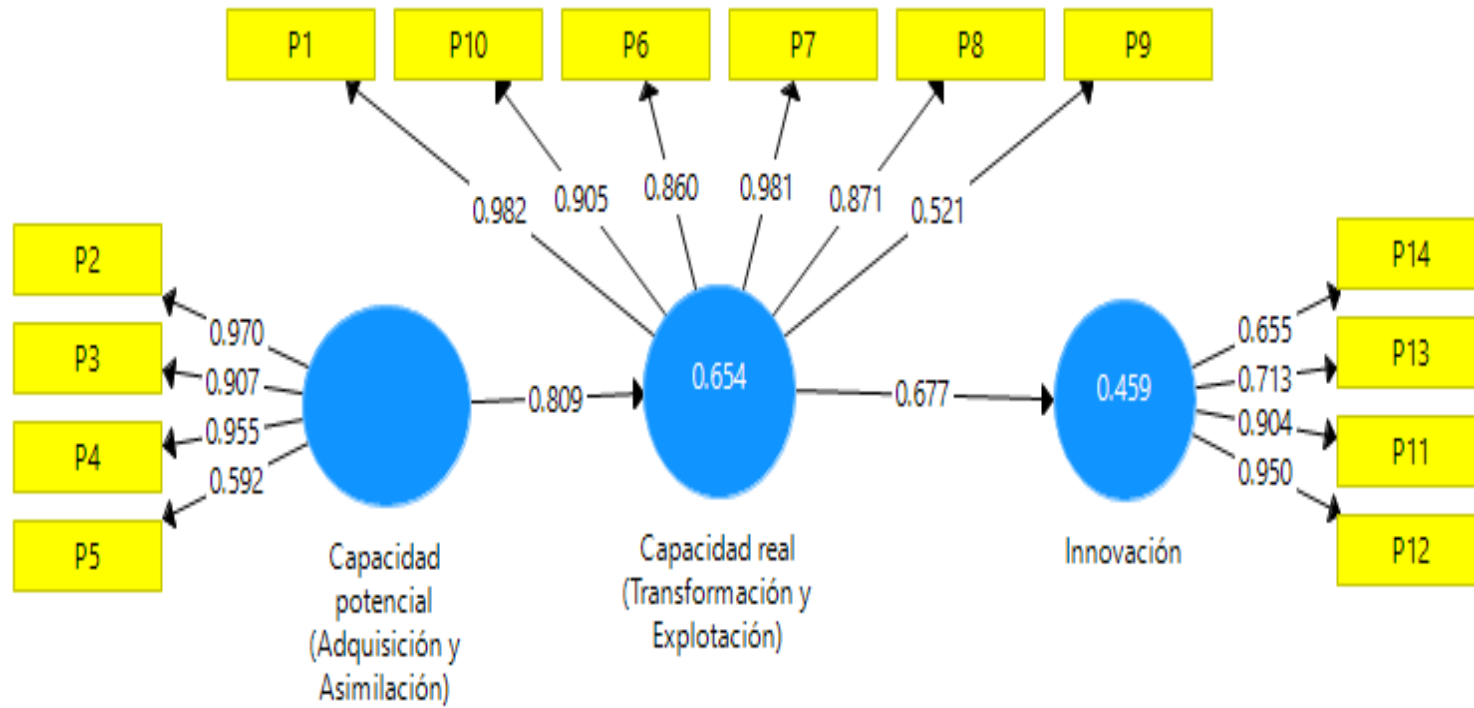 P1
P10
P6
P7
P8
P9
0.982
0.905
0.860
0.981
0.871
0.521
P2
P3
P4
P5
0.970
0.907
0.955
0.592
0.809
0.654
0.677
0.459
0.655
0.713
0.904
0.950
P14
P13
P11
P12
Capacidad
potencial
(Adquisición y
Asimilación)
Capacidad real
(Transformación y
Explotación)
Innovación